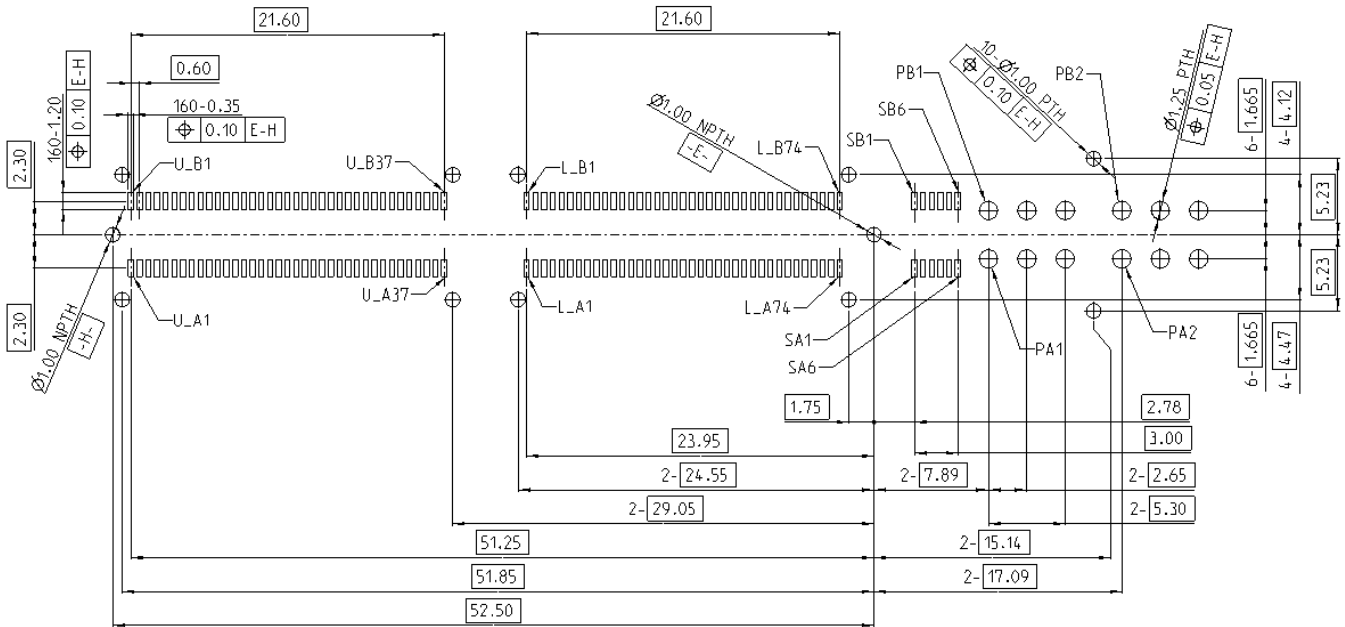 21.60
21.60
0.60
160-0.35
⌖ 0.10 E-H
160-1.20
⌖ 0.10 E-H
2.30
2.30
U_B1
U_B37
L_B1
L_B74
Ø1.00 NPTH
-E-
SB1
SB6
PB1
10-Ø1.00 PTH
⌖ 0.10 E-H
PB2
Ø1.25 PTH
⌖ 0.05 E-H
6-1.665
4-4.12
5.23
5.23
6-1.665
4-4.47
Ø1.00 NPTH
-H-
U_A1
U_A37
L_A1
L_A74
SA1
SA6
PA1
PA2
1.75
2.78
3.00
23.95
2-7.89
2-24.55
2-2.65
2-29.05
2-5.30
51.25
2-15.14
51.85
2-17.09
52.50